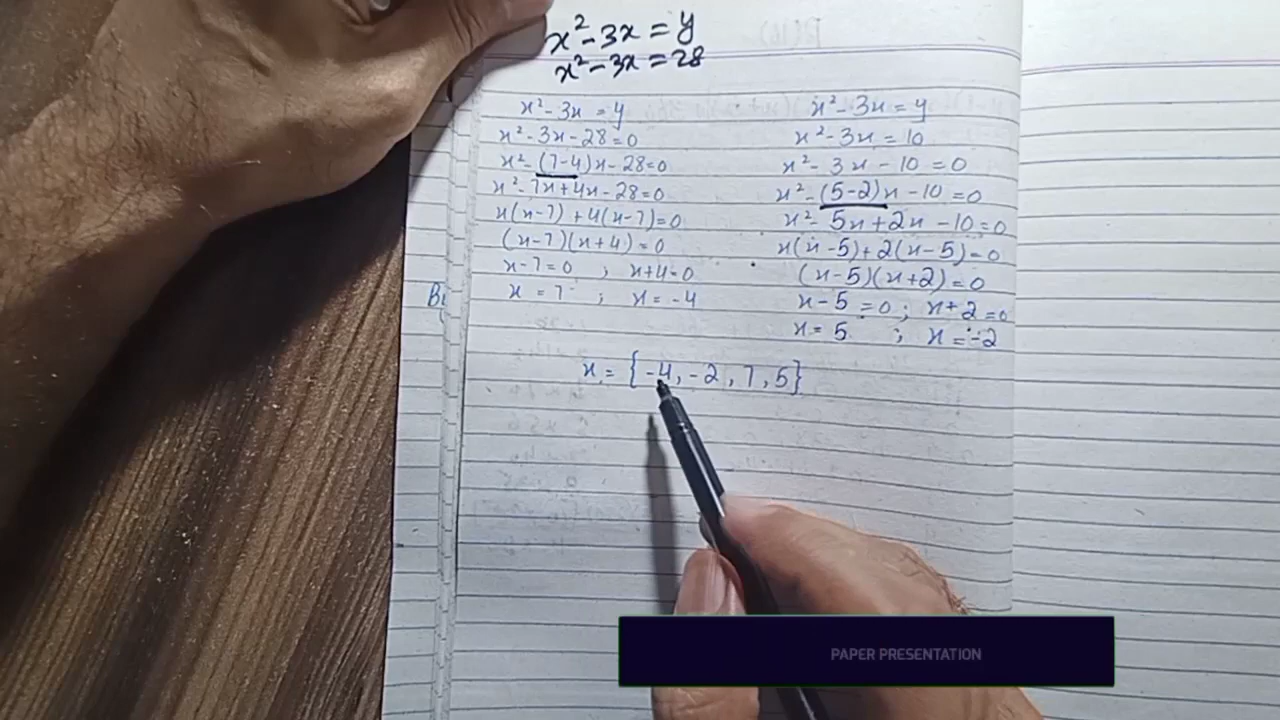 x² - 3x = y
x² - 3x = 28
x² - 3x = y
x² - 3x - 28 = 0
x² - (7-4)x - 28 = 0
x² - 7x + 4x - 28 = 0
x(x-7) + 4(x-7) = 0
(x-7)(x+4) = 0
x-7=0 ; x+4=0
x = 7 ; x = -4
x² - 3x = y
x² - 3x = 10
x² - 3x - 10 = 0
x² - (5-2)x - 10 = 0
x² - 5x + 2x - 10 = 0
x(x-5) + 2(x-5) = 0
(x-5)(x+2) = 0
x-5 = 0 ; x+2 = 0
x = 5 ; x = -2
x = {-4, -2, 7, 5}
PAPER PRESENTATION